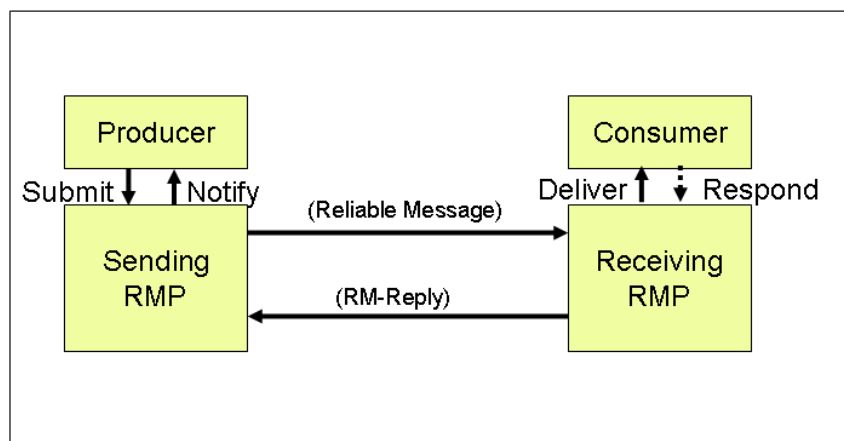 Producer
Consumer
Submit
Notify
Deliver
Respond
(Reliable Message)
Sending
RMP
Receiving
RMP
(RM-Reply)